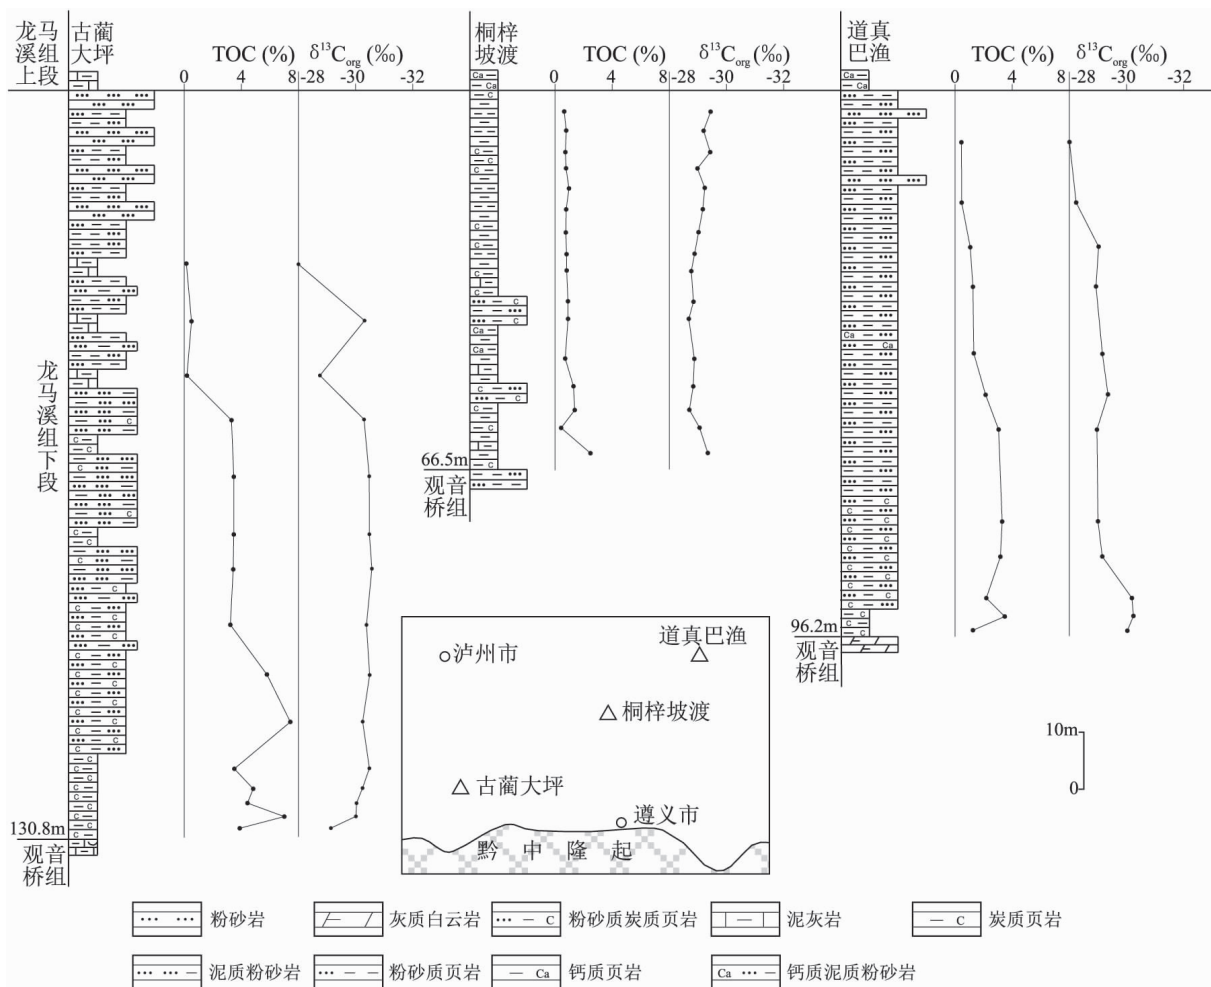 龙马
溪组
上段
古蔺
大坪
TOC (%)
δ¹³Corg(‰)
0
4
8
-28
-30
-32
桐梓
坡渡
TOC (%)
δ¹³Corg(‰)
0
4
8
-28
-30
-32
道真
巴渔
TOC (%)
δ¹³Corg(‰)
0
4
8
-28
-30
-32
龙马溪组下段
130.8m
观音
桥组
66.5m
观音
桥组
96.2m
观音
桥组
道真巴渔
泸州市
桐梓坡渡
古蔺大坪
遵义市
黔中隆起
10m
0
粉砂岩
灰质白云岩
粉砂质炭质页岩
泥灰岩
C
炭质页岩
泥质粉砂岩
粉砂质页岩
Ca
钙质页岩
Ca
钙质泥质粉砂岩